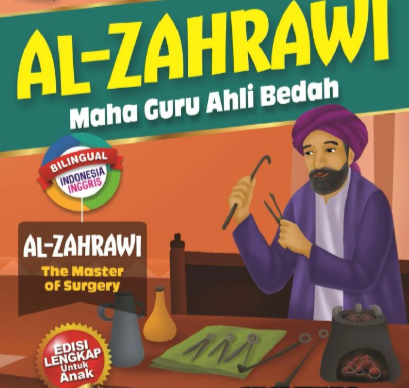 AL-ZAHRAWI
Maha Guru Ahli Bedah
BILINGUAL
INDONESIA
INGGRIS
AL-ZAHRAWI
The Master
of Surgery
EDISI
LENGKAP
Untuk
Anak